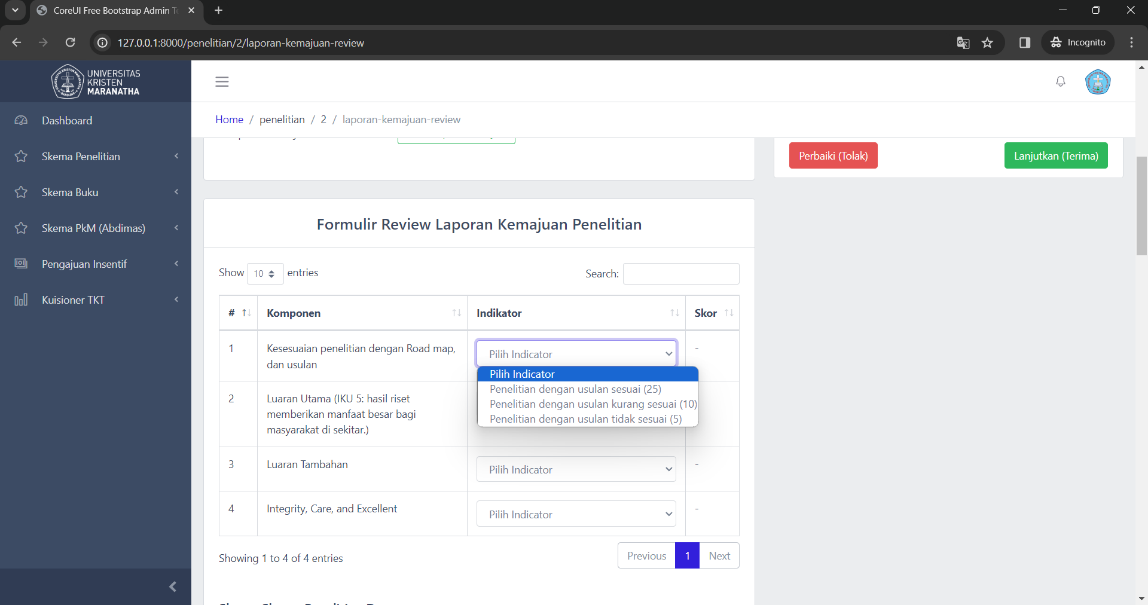 CoreUI Free Bootstrap Admin
127.0.0.1:8000/penelitian/2/laporan-kemajuan-review
Incognito
UNIVERSITAS
KRISTEN
MARANATHA
Dashboard
Skema Penelitian
Skema Buku
Skema PkM (Abdimas)
Pengajuan Insentif
Kuisioner TKT
Home / penelitian / 2 / laporan-kemajuan-review
Perbaiki (Tolak)
Lanjutkan (Terima)
Formulir Review Laporan Kemajuan Penelitian
Show 10 entries
Search:
# Komponen Indikator Skor
1 Kesesuaian penelitian dengan Road map, dan usulan
Pilih Indicator
-
Pilih Indicator
Penelitian dengan usulan sesuai (25)
Penelitian dengan usulan kurang sesuai (10)
Penelitian dengan usulan tidak sesuai (5)
2 Luaran Utama (IKU 5: hasil riset
memberikan manfaat besar bagi
masyarakat di sekitar.)
3 Luaran Tambahan Pilih Indicator -
4 Integrity, Care, and Excellent Pilih Indicator -
Showing 1 to 4 of 4 entries
Previous 1 Next